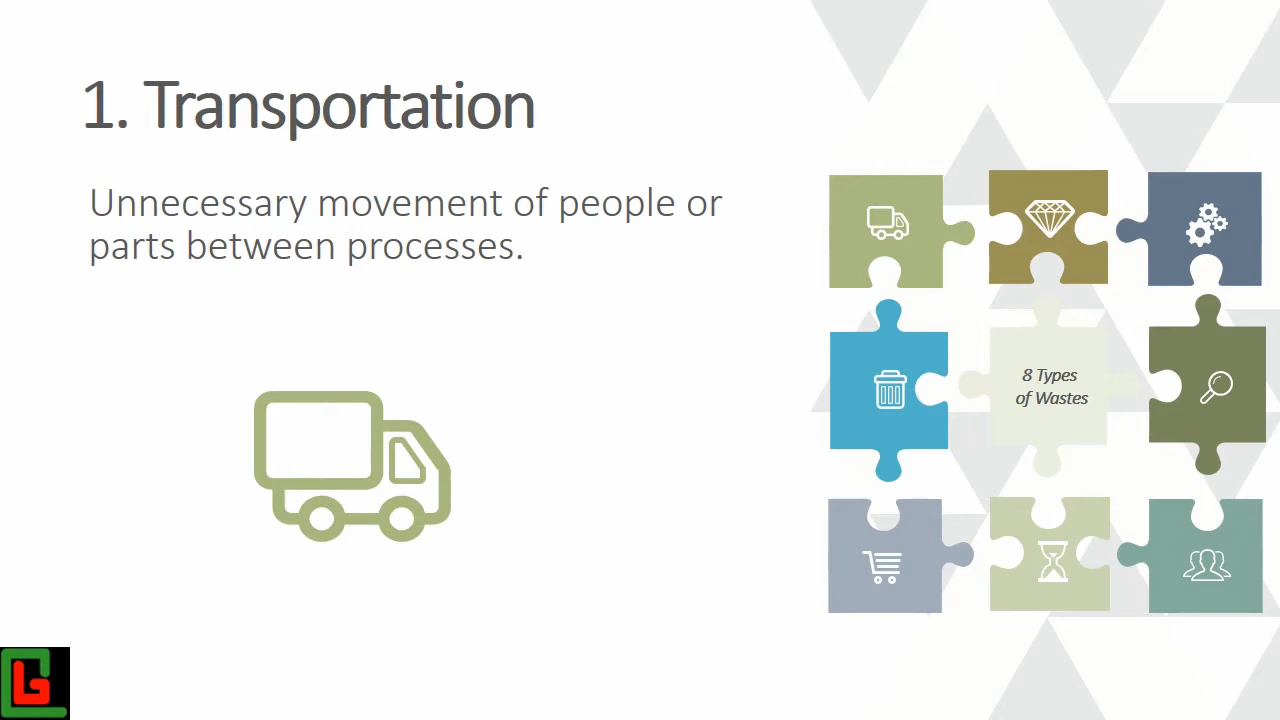 1. Transportation
Unnecessary movement of people or
parts between processes.
8 Types
of Wastes